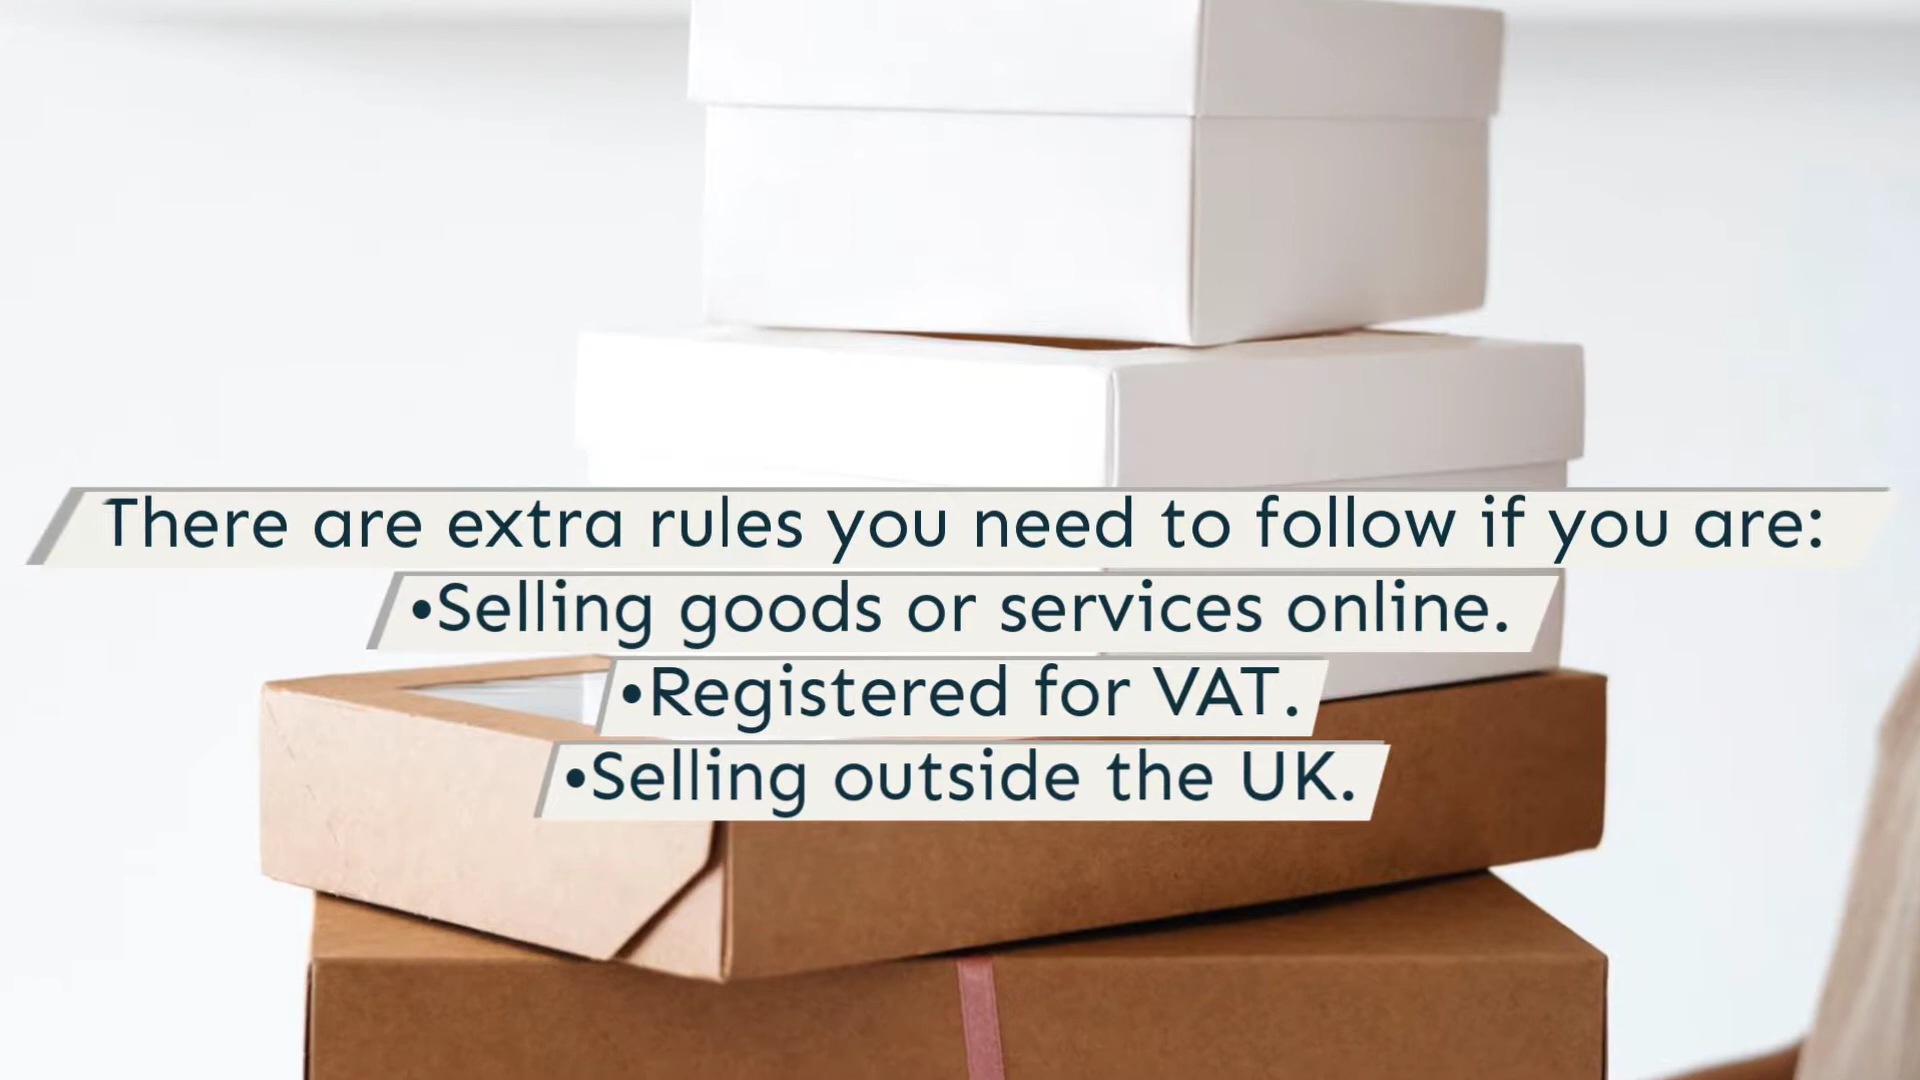 There are extra rules you need to follow if you are:
•Selling goods or services online.
•Registered for VAT.
•Selling outside the UK.